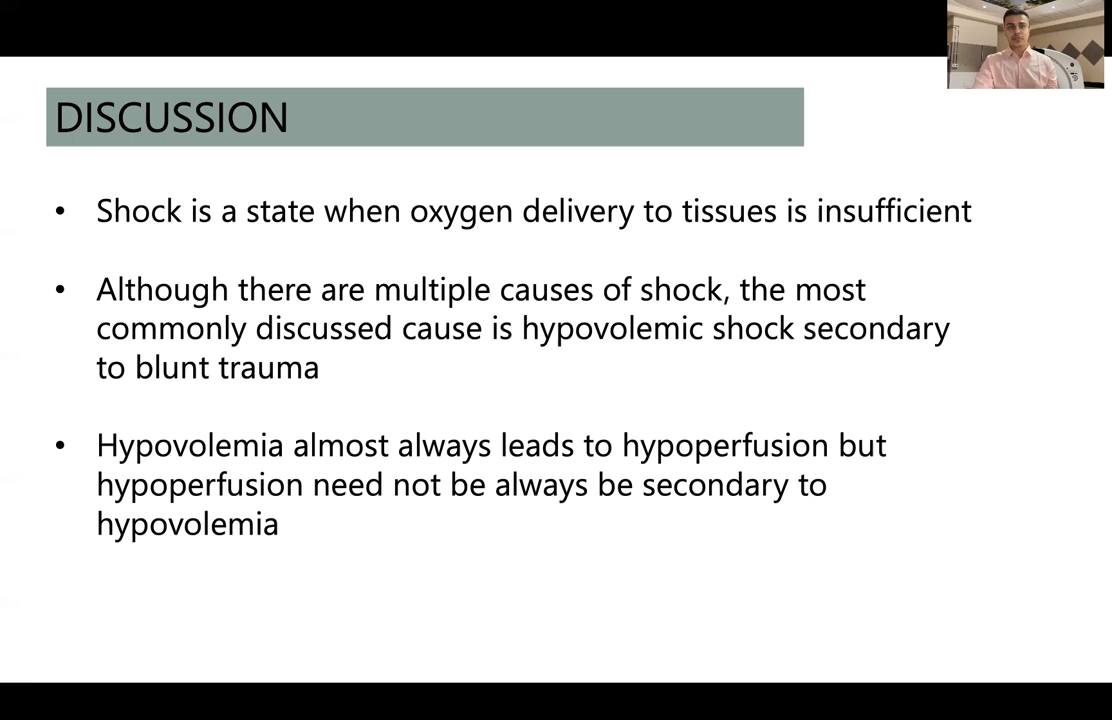 DISCUSSION
• Shock is a state when oxygen delivery to tissues is insufficient
• Although there are multiple causes of shock, the most
commonly discussed cause is hypovolemic shock secondary
to blunt trauma
• Hypovolemia almost always leads to hypoperfusion but
hypoperfusion need not be always be secondary to
hypovolemia